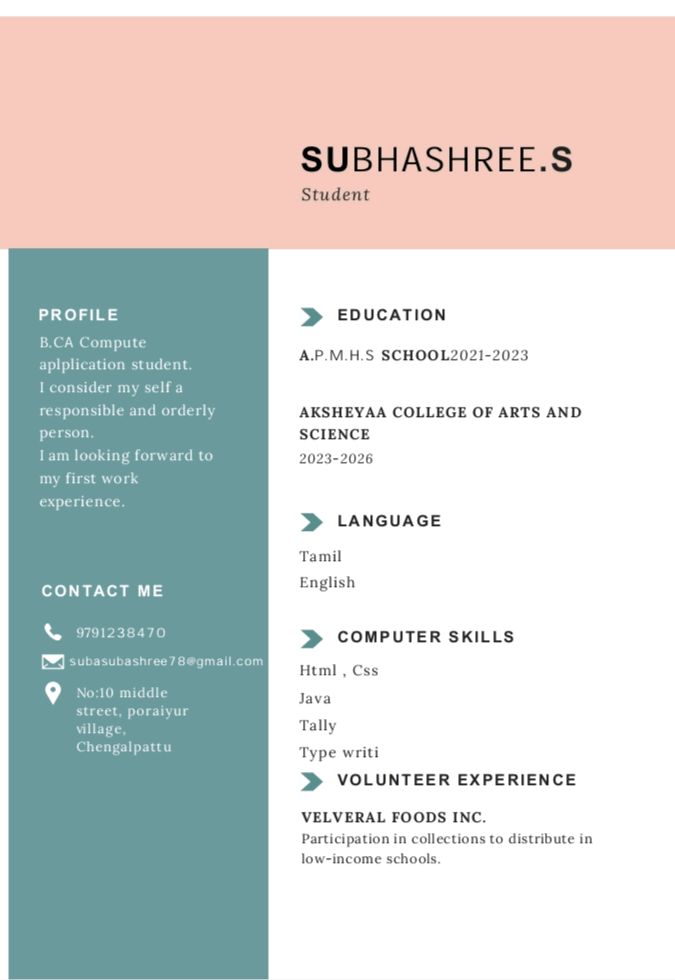 SUBHASHREE.S
Student
PROFILE
B.CA Compute
aplplication student.
I consider my self a
responsible and orderly
person.
I am looking forward to
my first work
experience.
CONTACT ME
9791238470
subasubashree78@gmail.com
No:10 middle
street, poraiyur
village,
Chengalpattu
EDUCATION
A.P.M.H.S SCHOOL2021-2023
AKSHEYAA COLLEGE OF ARTS AND
SCIENCE
2023-2026
LANGUAGE
Tamil
English
COMPUTER SKILLS
Html , Css
Java
Tally
Type writi
VOLUNTEER EXPERIENCE
VELVERAL FOODS INC.
Participation in collections to distribute in
low-income schools.